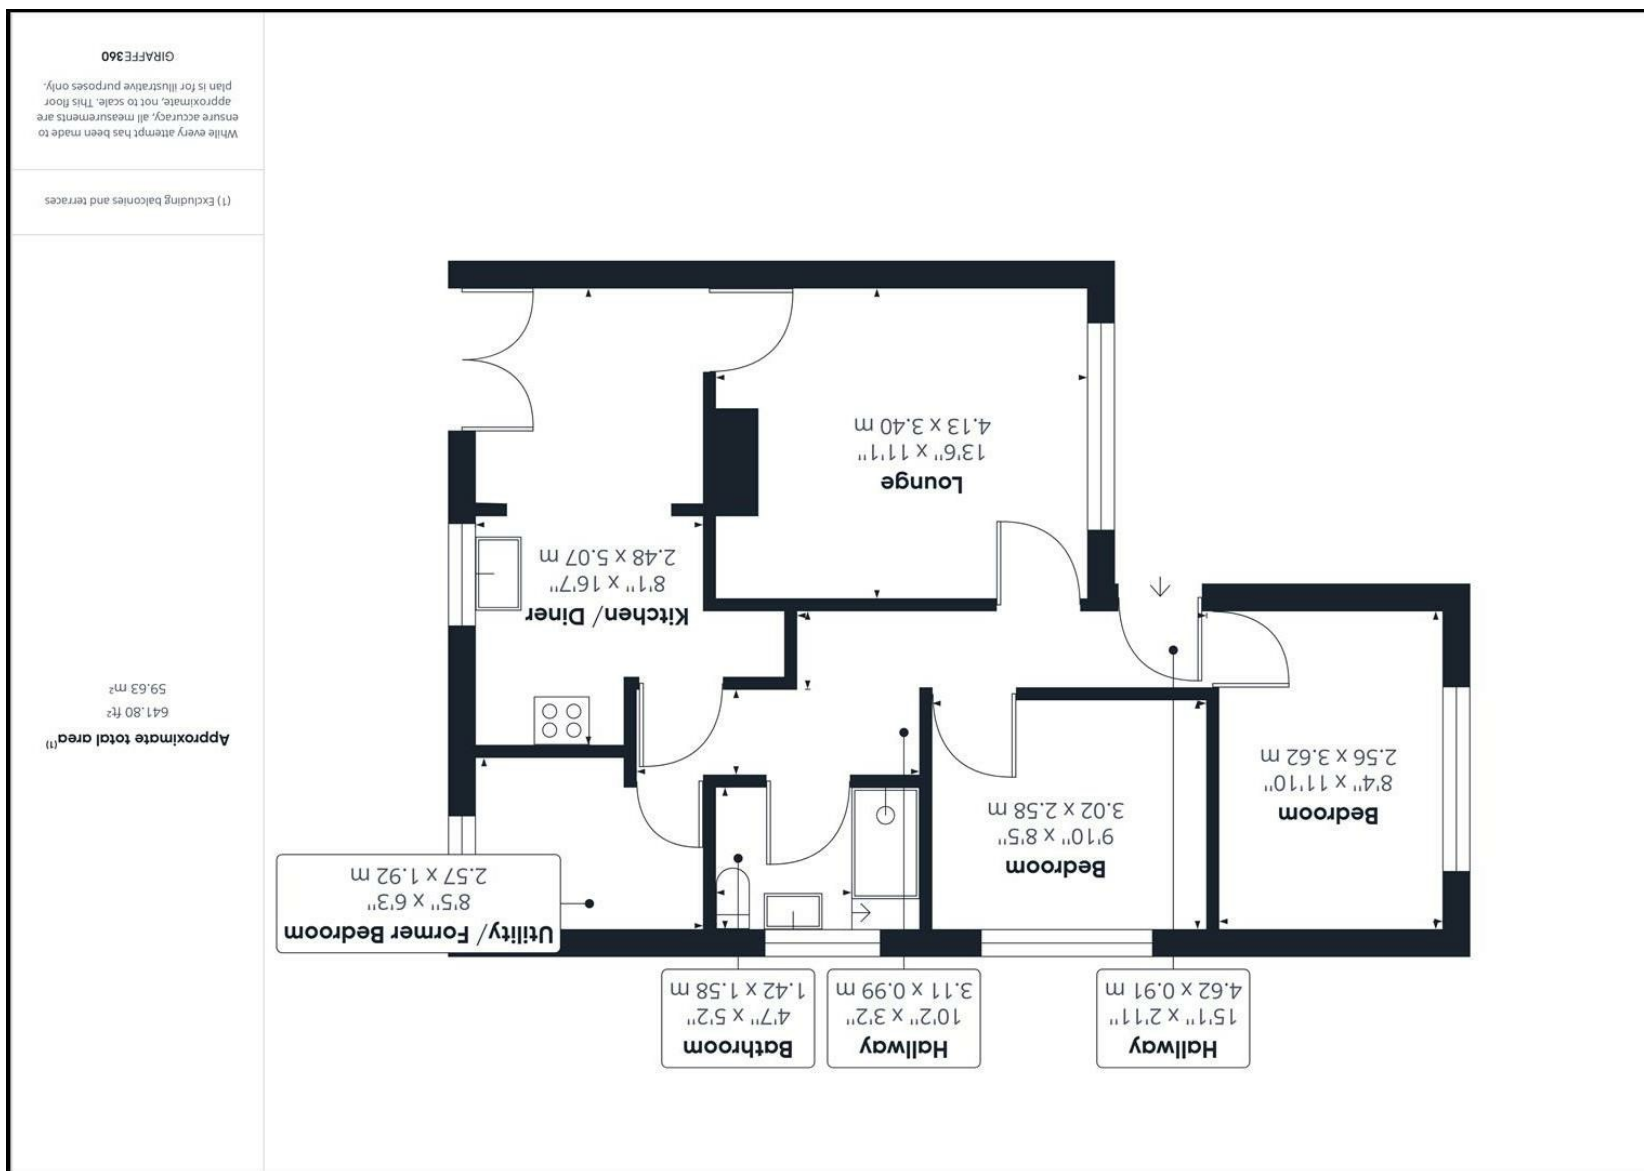 Hallway
15'1" x 2'11"
4.62 x 0.91 m
Hallway
10'2" x 3'2"
3.11 x 0.99 m
Bathroom
4'7" x 5'2"
1.42 x 1.58 m
Utility/ Former Bedroom
8'5" x 6'3"
2.57 x 1.92 m
Bedroom
9'10" x 8'5"
3.02 x 2.58 m
Bedroom
8'4" x 11'10"
2.56 x 3.62 m
Kitchen/ Diner
8'1" x 16'7"
2.48 x 5.07 m
Lounge
13'6" x 11'1"
4.13 x 3.40 m
Approximate total area(1)
641.80 ft²
59.63 m²
(1) Excluding balconies and terraces
While every attempt has been made to
ensure accuracy, all measurements are
approximate, not to scale. This floor
plan is for illustrative purposes only.
GIRAFFE360